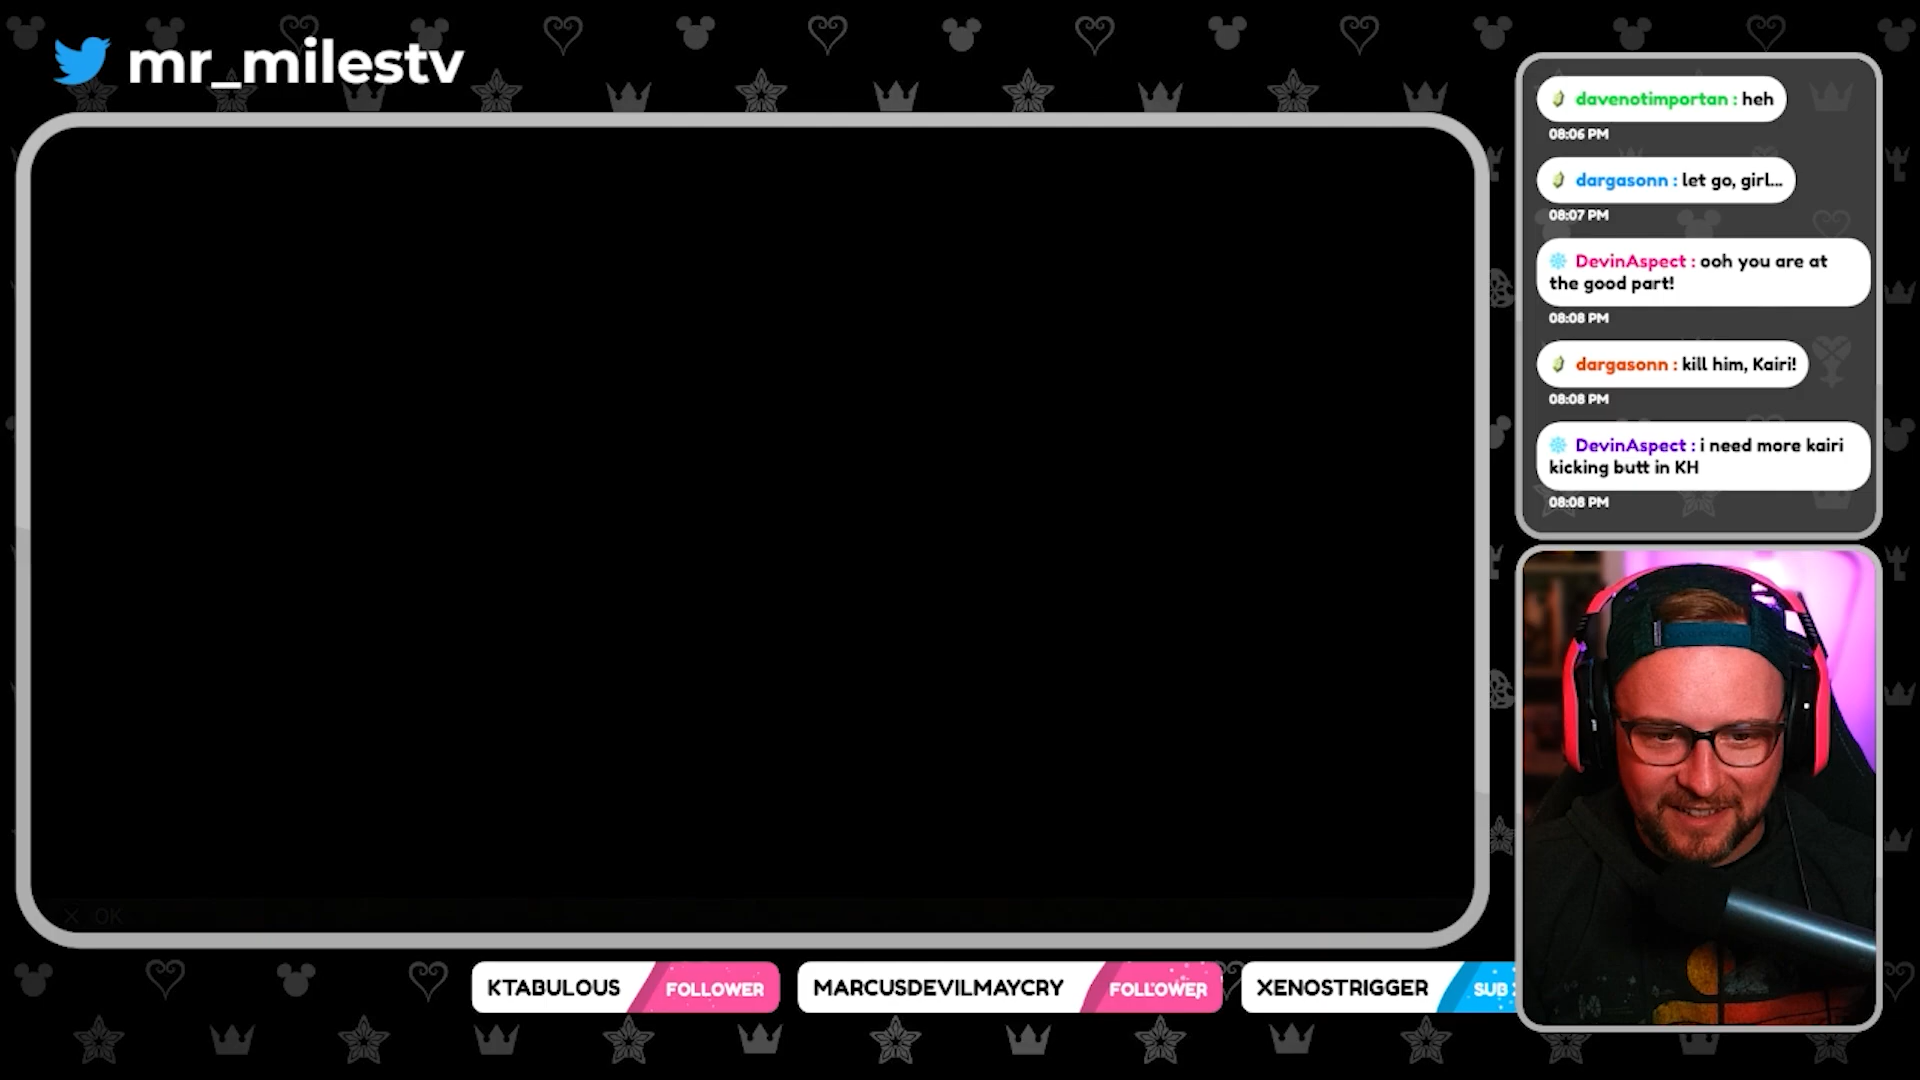 mr_milestv
davenotimportan : heh
08:06 PM
dargasonn : let go, girl...
08:07 PM
DevinAspect : ooh you are at
the good part!
08:08 PM
dargasonn : kill him, Kairi!
08:08 PM
DevinAspect : i need more kairi
kicking butt in KH
08:08 PM
OK
KTABULOUS FOLLOWER
MARCUSDEVILMAYCRY FOLLOWER
XENOSTRIGGER SUB